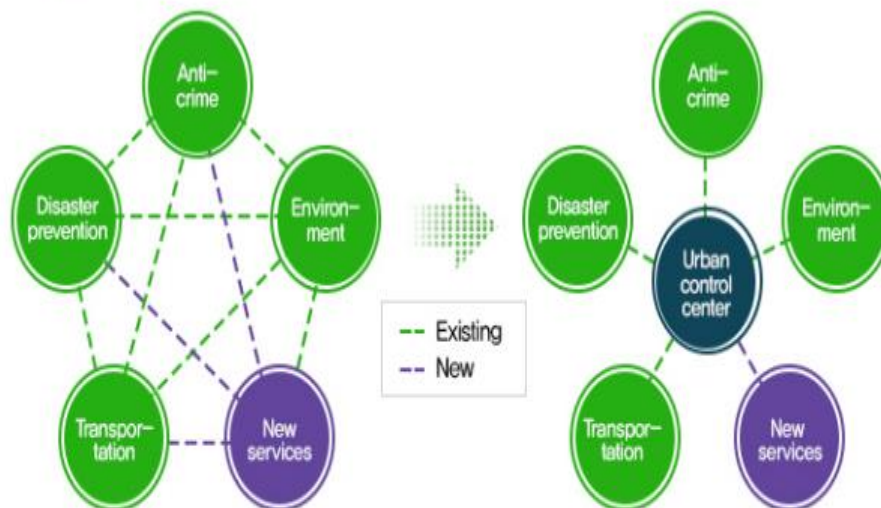 Anti-
crime
Disaster
prevention
Environ-
ment
Transpor-
tation
New
services
Existing
New
Anti-
crime
Disaster
prevention
Environ-
ment
Urban
control
center
Transpor-
tation
New
services